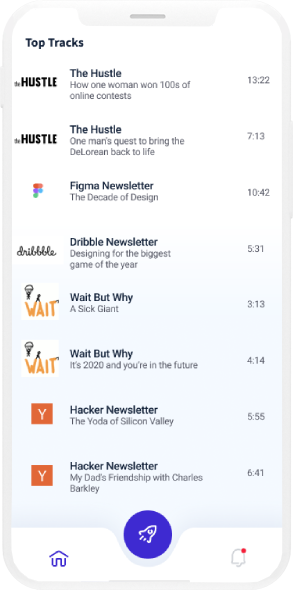 Top Tracks
the HUSTLE
The Hustle
How one woman won 100s of
online contests
13:22
the HUSTLE
The Hustle
One man's quest to bring the
DeLorean back to life
7:13
Figma Newsletter
The Decade of Design
10:42
dribbble
Dribble Newsletter
Designing for the biggest
game of the year
5:31
WAIT
Wait But Why
A Sick Giant
3:13
WAIT
Wait But Why
It's 2020 and you're in the future
4:14
Y
Hacker Newsletter
The Yoda of Silicon Valley
5:55
Y
Hacker Newsletter
My Dad's Friendship with Charles
Barkley
6:41